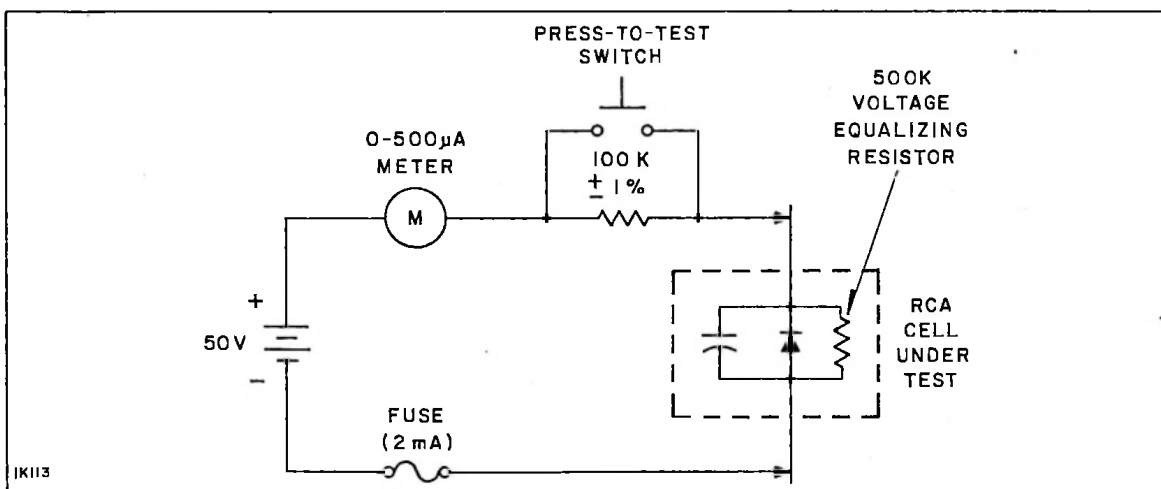 PRESS-TO-TEST
SWITCH
500K
VOLTAGE
EQUALIZING
RESISTOR
0-500µA
METER
100 K
± 1%
M
+
50V
−
RCA
CELL
UNDER
TEST
FUSE
(2 mA)
1K113